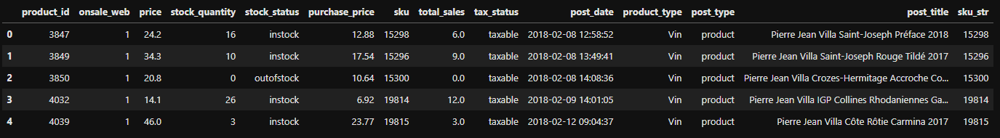 product_id onsale_web price stock_quantity stock_status purchase_price sku total_sales tax_status post_date product_type post_type post_title sku_str
0 3847 1 24.2 16 instock 12.88 15298 6.0 taxable 2018-02-08 12:58:52 Vin product Pierre Jean Villa Saint-Joseph Préface 2018 15298
1 3849 1 34.3 10 instock 17.54 15296 9.0 taxable 2018-02-08 13:49:41 Vin product Pierre Jean Villa Saint-Joseph Rouge Tildé 2017 15296
2 3850 1 20.8 0 outofstock 10.64 15300 0.0 taxable 2018-02-08 14:08:36 Vin product Pierre Jean Villa Crozes-Hermitage Accroche Co... 15300
3 4032 1 14.1 26 instock 6.92 19814 12.0 taxable 2018-02-09 14:01:05 Vin product Pierre Jean Villa IGP Collines Rhodaniennes Ga... 19814
4 4039 1 46.0 3 instock 23.77 19815 3.0 taxable 2018-02-12 09:04:37 Vin product Pierre Jean Villa Côte Rôtie Carmina 2017 19815